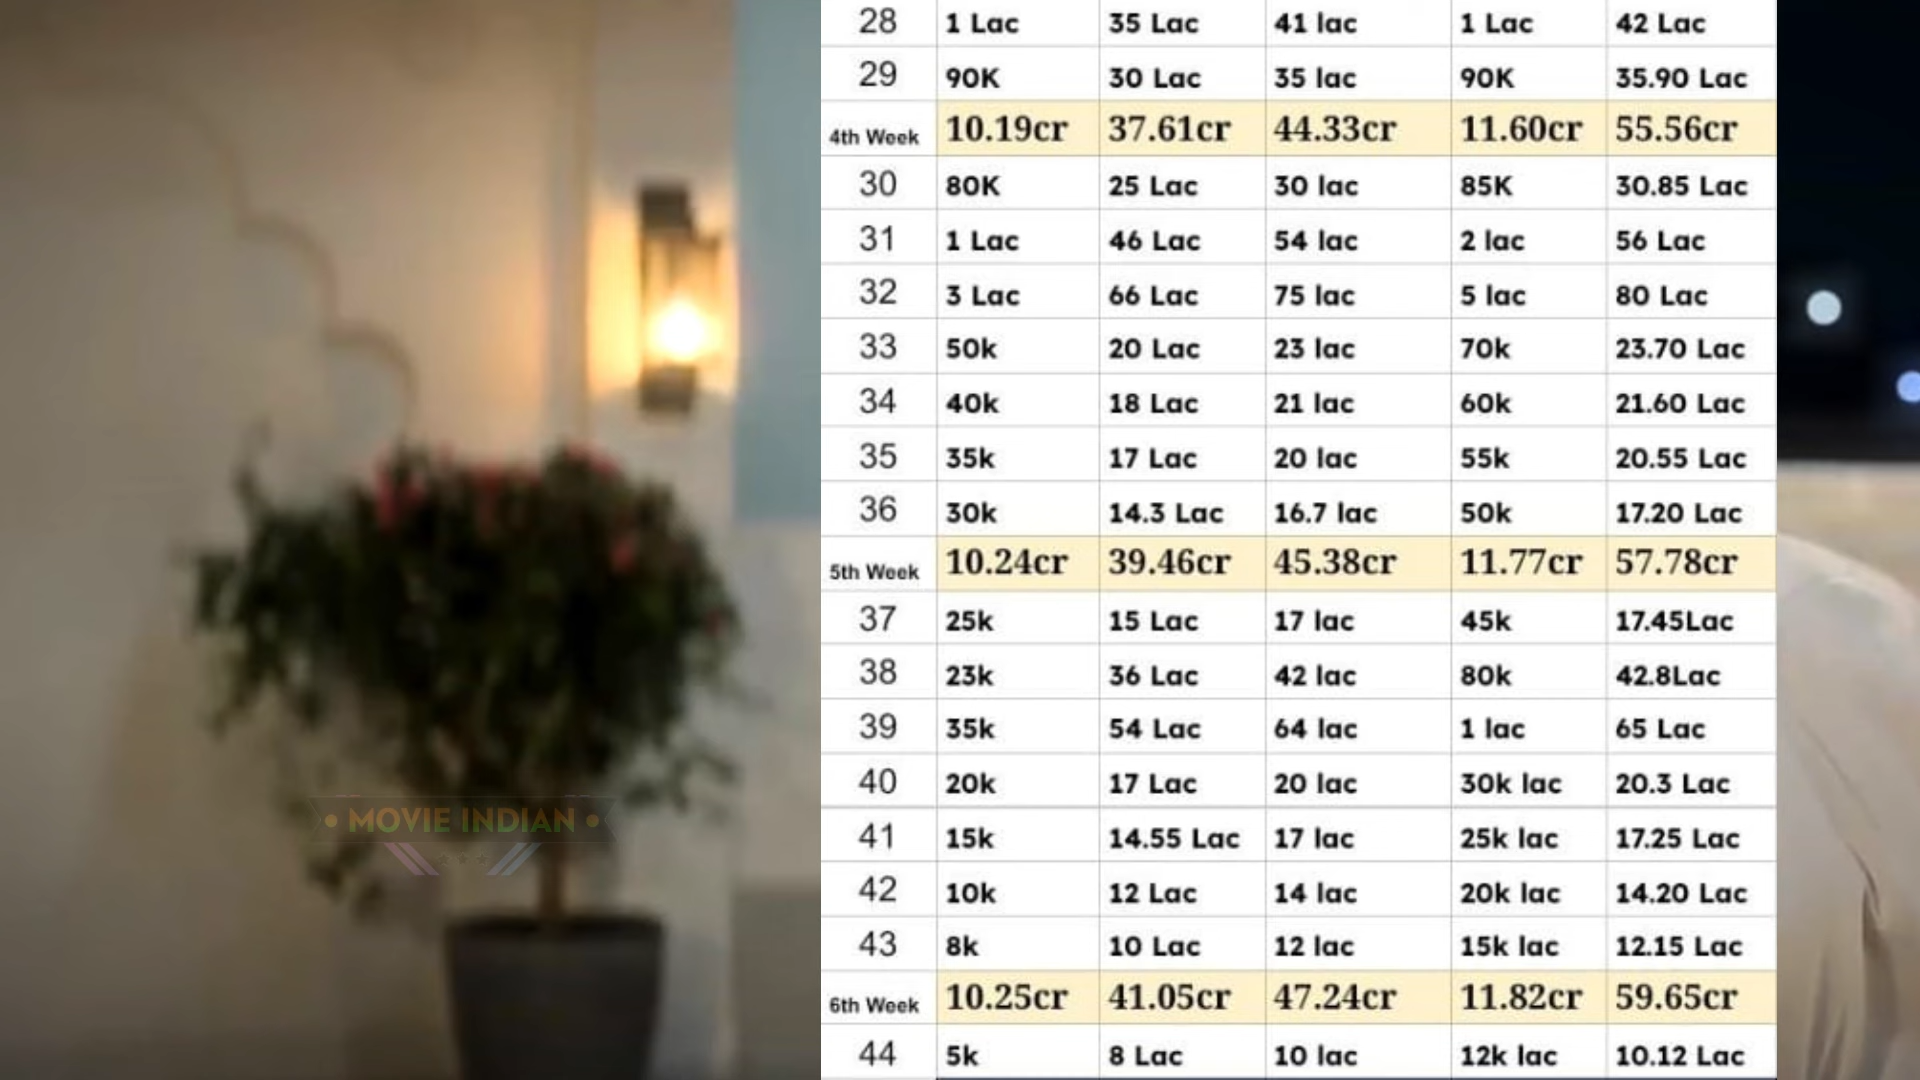 28 1 Lac 35 Lac 41 lac 1 Lac 42 Lac
29 90K 30 Lac 35 lac 90K 35.90 Lac
4th Week 10.19cr 37.61cr 44.33cr 11.60cr 55.56cr
30 80K 25 Lac 30 lac 85K 30.85 Lac
31 1 Lac 46 Lac 54 lac 2 lac 56 Lac
32 3 Lac 66 Lac 75 lac 5 lac 80 Lac
33 50k 20 Lac 23 lac 70k 23.70 Lac
34 40k 18 Lac 21 lac 60k 21.60 Lac
35 35k 17 Lac 20 lac 55k 20.55 Lac
36 30k 14.3 Lac 16.7 lac 50k 17.20 Lac
5th Week 10.24cr 39.46cr 45.38cr 11.77cr 57.78cr
37 25k 15 Lac 17 lac 45k 17.45Lac
38 23k 36 Lac 42 lac 80k 42.8Lac
39 35k 54 Lac 64 lac 1 lac 65 Lac
40 20k 17 Lac 20 lac 30k lac 20.3 Lac
41 15k 14.55 Lac 17 lac 25k lac 17.25 Lac
42 10k 12 Lac 14 lac 20k lac 14.20 Lac
43 8k 10 Lac 12 lac 15k lac 12.15 Lac
6th Week 10.25cr 41.05cr 47.24cr 11.82cr 59.65cr
44 5k 8 Lac 10 lac 12k lac 10.12 Lac
MOVIE INDIAN